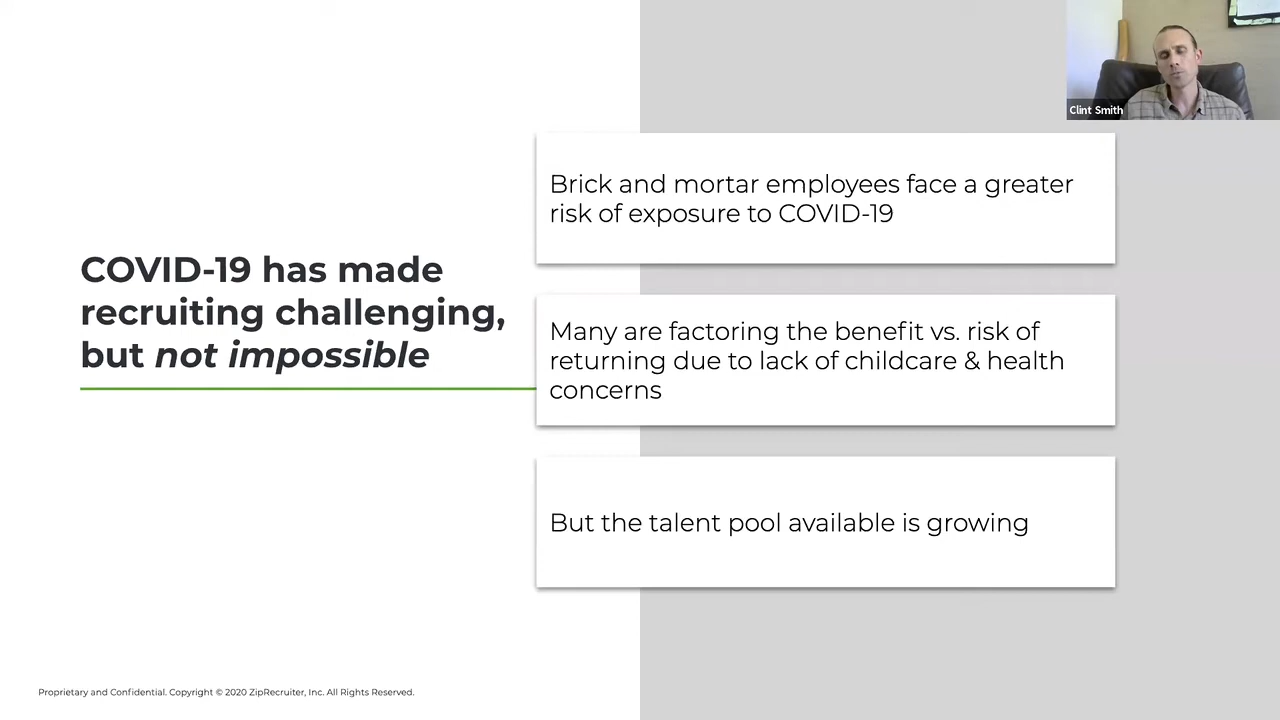 Clint Smith
COVID-19 has made
recruiting challenging,
but not impossible
Brick and mortar employees face a greater
risk of exposure to COVID-19
Many are factoring the benefit vs. risk of
returning due to lack of childcare & health
concerns
But the talent pool available is growing
Proprietary and Confidential. Copyright © 2020 ZipRecruiter, Inc. All Rights Reserved.